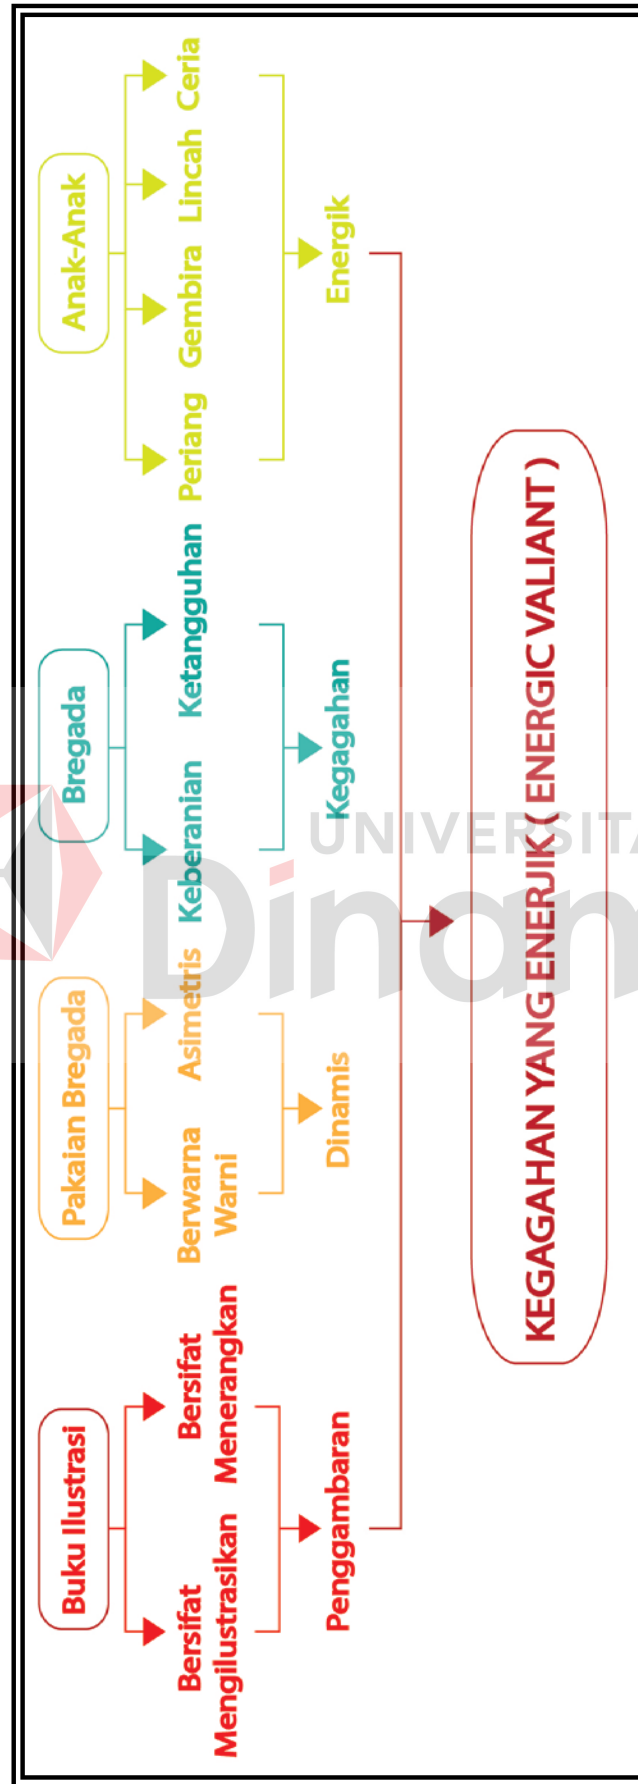 Buku Ilustrasi
Pakaian Bregada
Bregada
Anak-Anak
Bersifat
Mengilustrasikan
Bersifat
Menerangkan
Berwarna
Warni
Asimetris
Keberanian
Ketangguhan
Periang
Gembira
Lincah
Ceria
Penggambaran
Dinamis
Kegagahan
Energik
KEGAGAHAN YANG ENERJIK ( ENERGIC VALIANT )
UNIVERSITA
Dinam